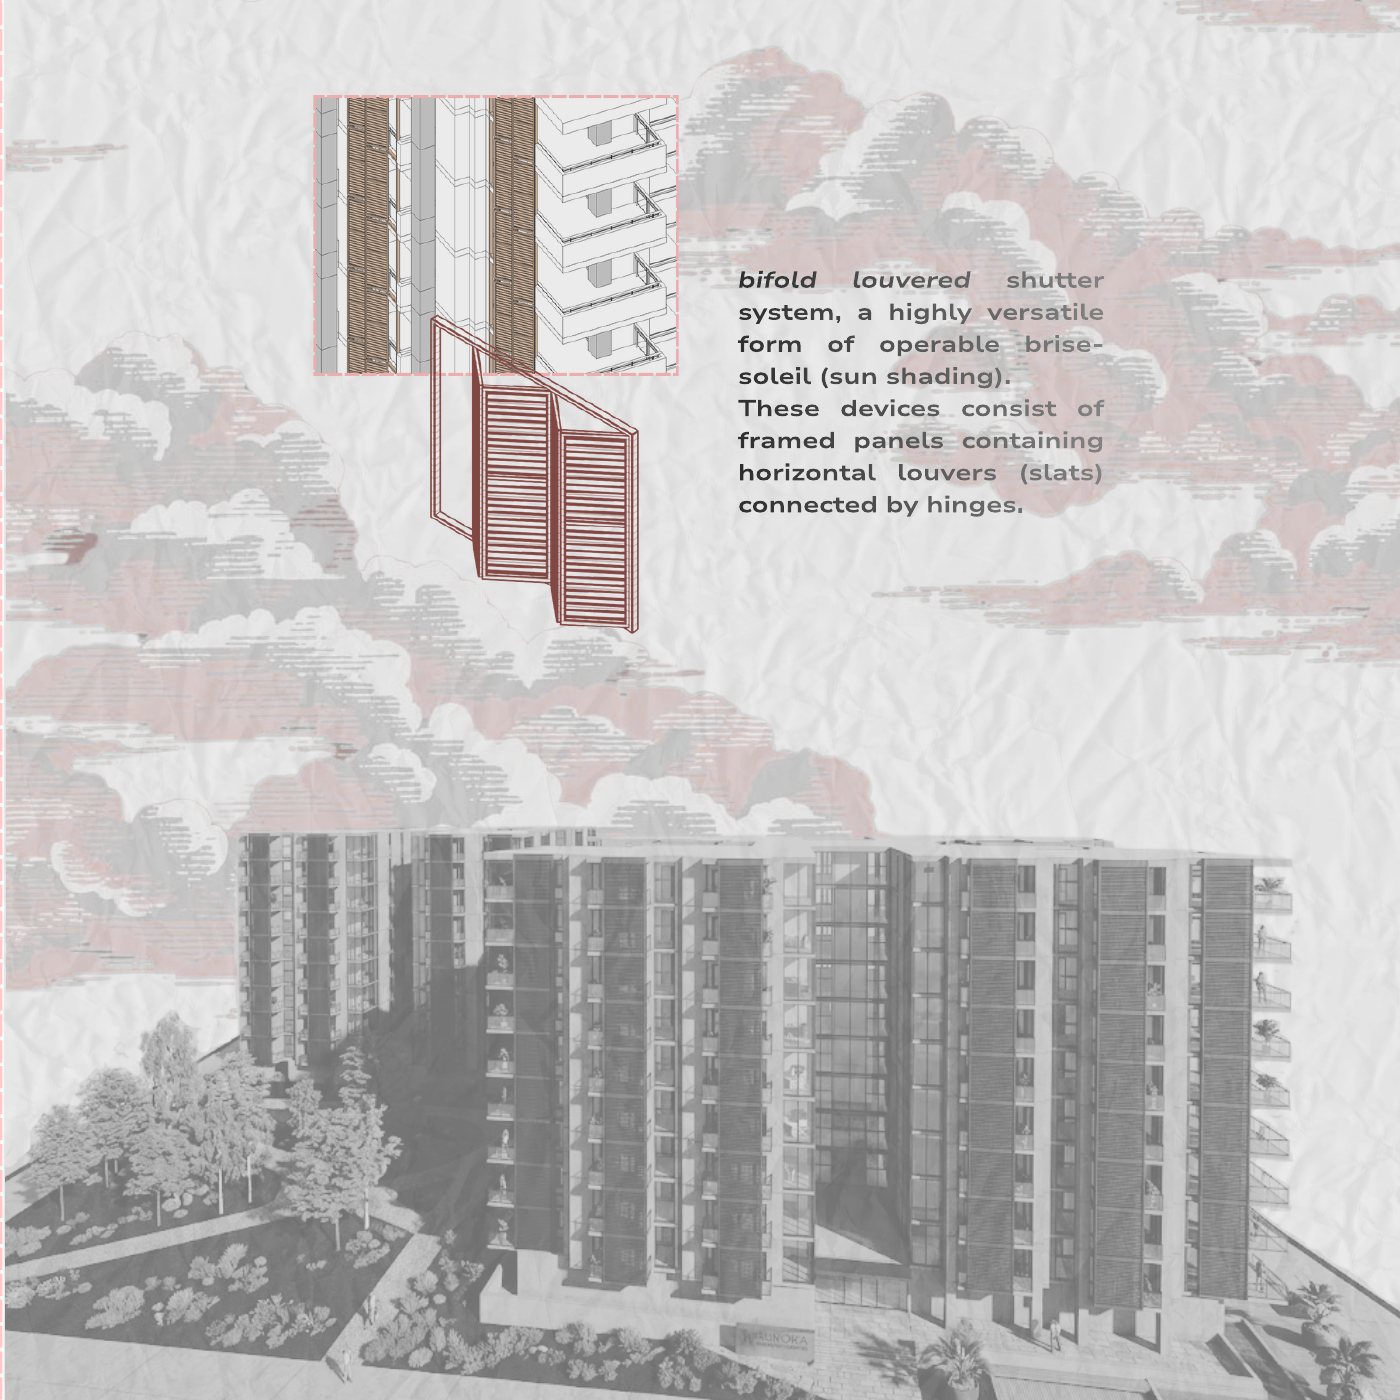 bifold louvered shutter
system, a highly versatile
form of operable brise-
soleil (sun shading).
These devices consist of
framed panels containing
horizontal louvers (slats)
connected by hinges.